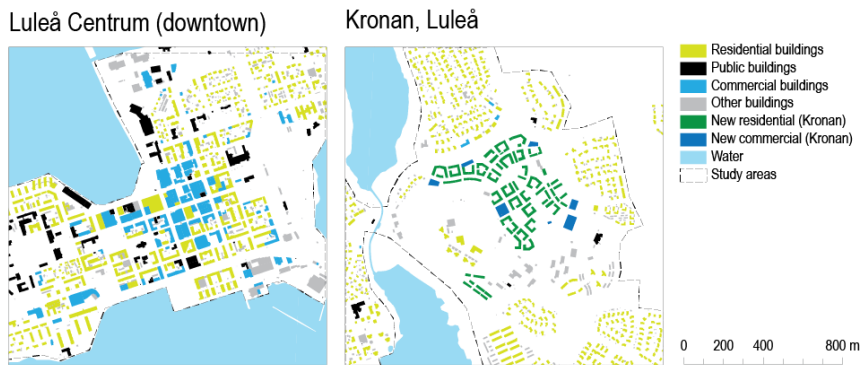 Luleå Centrum (downtown)
Kronan, Luleå
Residential buildings
Public buildings
Commercial buildings
Other buildings
New residential (Kronan)
New commercial (Kronan)
Water
Study areas
0 200 400 800 m